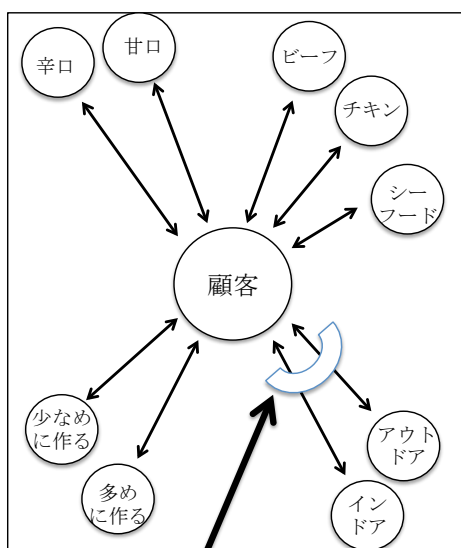 甘口
辛口
ビーフ
チキン
シー
フード
顧客
少なめ
に作る
多め
に作る
アウト
ドア
イン
ドア